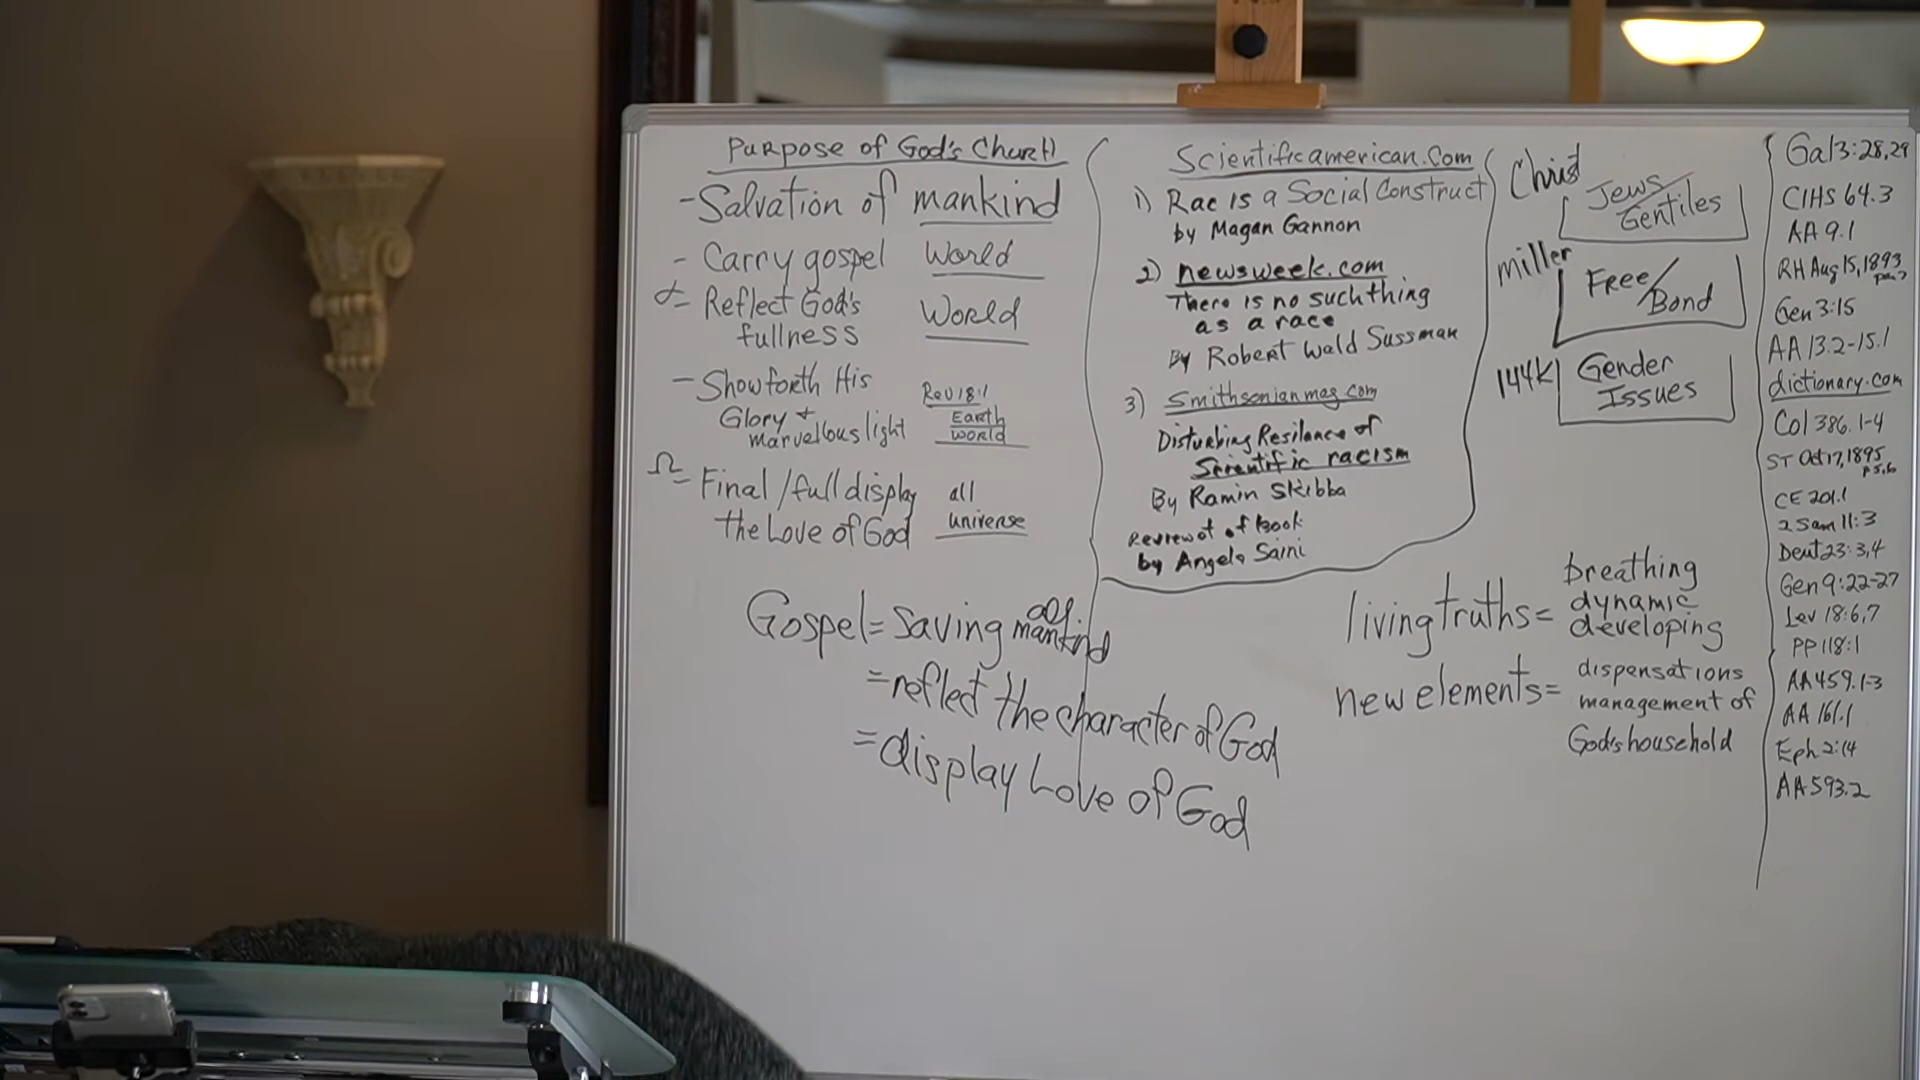 Purpose of God's Church
-Salvation of mankind
- Carry gospel World
α= Reflect God's World
fullness
- Show forth His Rev 18:1
Glory + Earth
marvellous light World
Ω= Final/full display all
the Love of God universe
Gospel= saving all mankind
=reflect the character of God
=display Love of God
Scientificamerican.com
1) Rac is a Social Construct
by Magan Gannon
2) newsweek.com
There is no such thing
as a race
By Robert Wald Sussman
3) Smithsonianmag.com
Disturbing Resilance of
Scientific racism
By Ramin Skibba
of Book
by Angela Saini
Christ Jews/
Gentiles
miller Free/
Bond
144K Gender
Issues
living truths= breathing
dynamic
developing
new elements= dispensations
management of
God's household
Gal 3:28,29
CIHS 64.3
AA 9.1
RH Aug 15, 1893
Gen 3:15
AA 13.2-15.1
dictionary.com
Col 386.1-4
ST Oct 17, 1895
p 5,6
CE 201.1
2 Sam 11:3
Deut 23:3,4
Gen 9:22-27
Lev 18:6,7
PP 118:1
AA 459.1-3
AA 161.1
Eph 2:14
AA 593.2